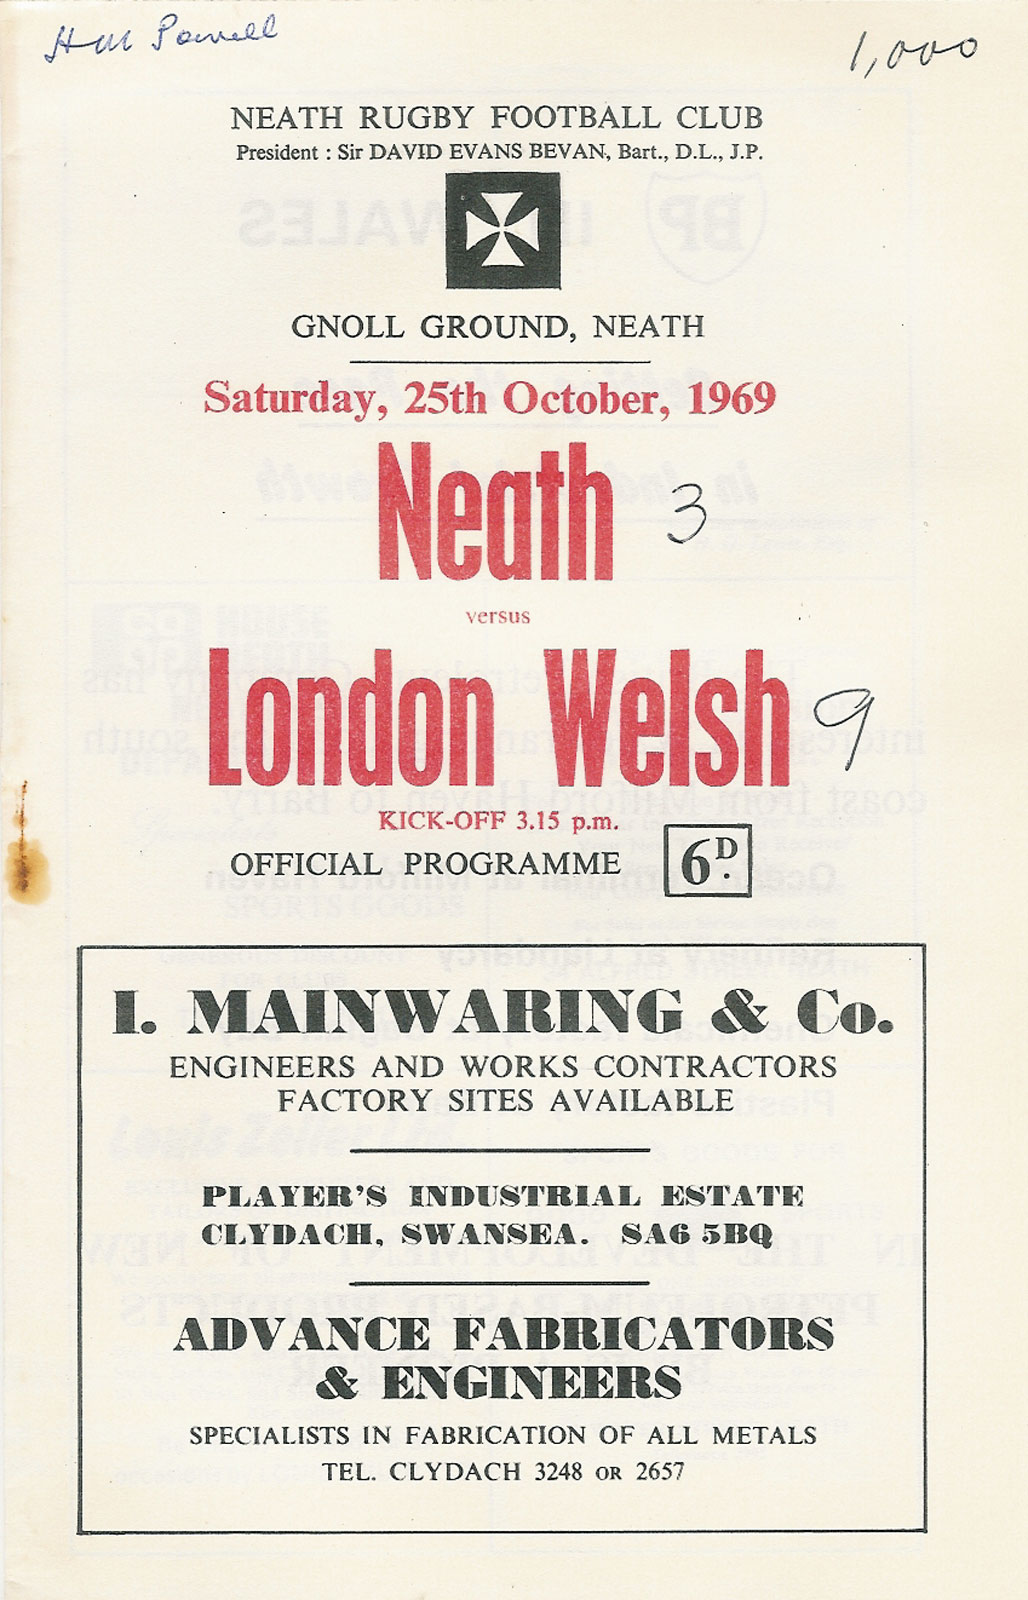 HM Powell
1,000
NEATH RUGBY FOOTBALL CLUB
President : Sir DAVID EVANS BEVAN, Bart., D.L., J.P.
GNOLL GROUND, NEATH
Saturday, 25th October, 1969
Neath 3
versus
London Welsh 9
KICK-OFF 3.15 p.m.
OFFICIAL PROGRAMME 6D.
I. MAINWARING & Co.
ENGINEERS AND WORKS CONTRACTORS
FACTORY SITES AVAILABLE
PLAYER'S INDUSTRIAL ESTATE
CLYDACH, SWANSEA. SA6 5BQ
ADVANCE FABRICATORS
& ENGINEERS
SPECIALISTS IN FABRICATION OF ALL METALS
TEL. CLYDACH 3248 OR 2657